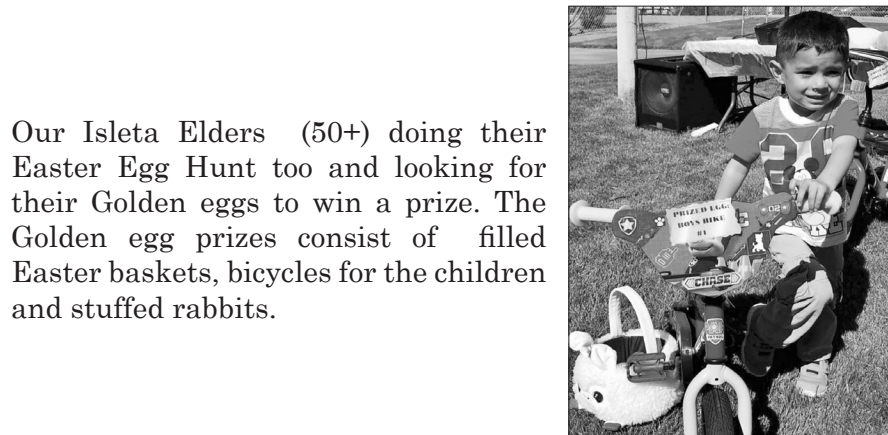 Our Isleta Elders (50+) doing their
Easter Egg Hunt too and looking for
their Golden eggs to win a prize. The
Golden egg prizes consist of filled
Easter baskets, bicycles for the children
and stuffed rabbits.
PRIZED EGG
BOYS BIKE
#1
CHASE
02